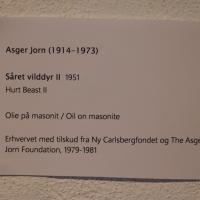 Asger Jorn (1914–1973)
Såret vilddyr II 1951
Hurt Beast II
Olie på masonit / Oil on masonite
Erhvervet med tilskud fra Ny Carlsbergfondet og The Asge
Jorn Foundation, 1979-1981